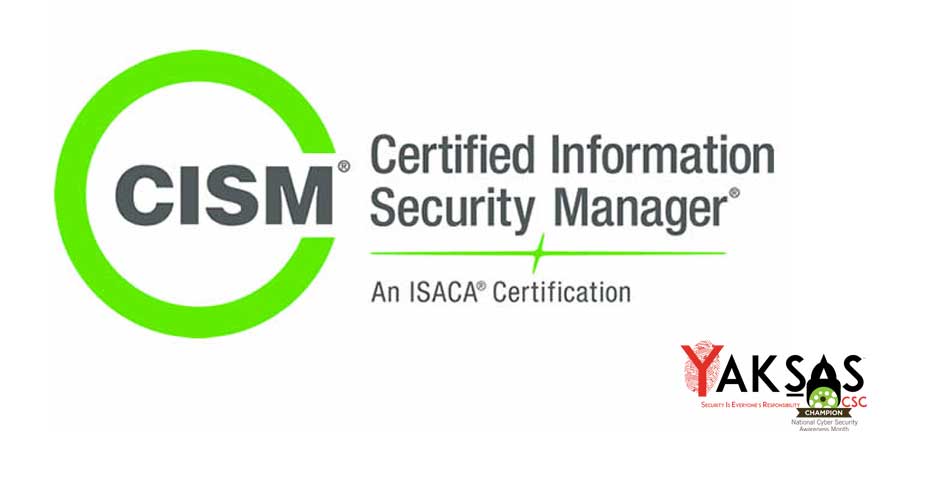 CISM®
Certified Information
Security Manager®
An ISACA® Certification
YAKSAS
CSC
SECURITY IS EVERYONE'S RESPONSIBILITY
CHAMPION
National Cyber Security
Awareness Month